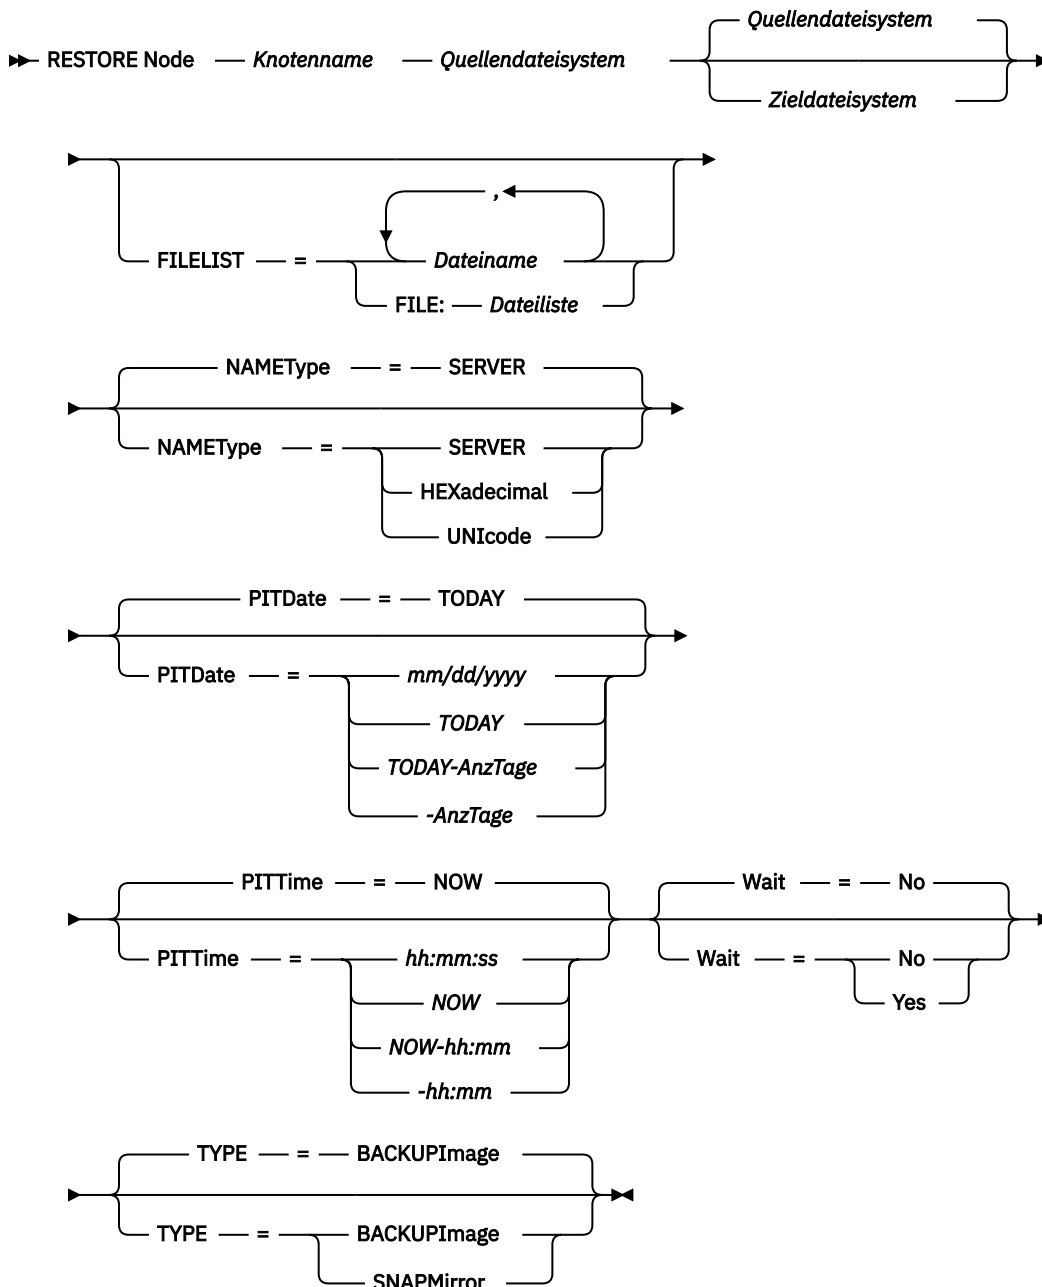 Quellendateisystem
RESTORE Node Knotenname Quellendateisystem
Zieldateisystem
,
FILELIST = Dateiname
FILE: Dateiliste
NAMEType = SERVER
NAMEType = SERVER
HEXadecimal
UNIcode
PITDate = TODAY
PITDate = mm/dd/yyyy
TODAY
TODAY-AnzTage
-AnzTage
PITTime = NOW Wait = No
PITTime = hh:mm:ss Wait = No
NOW Yes
NOW-hh:mm
-hh:mm
TYPE = BACKUPImage
TYPE = BACKUPImage
SNAPMirror